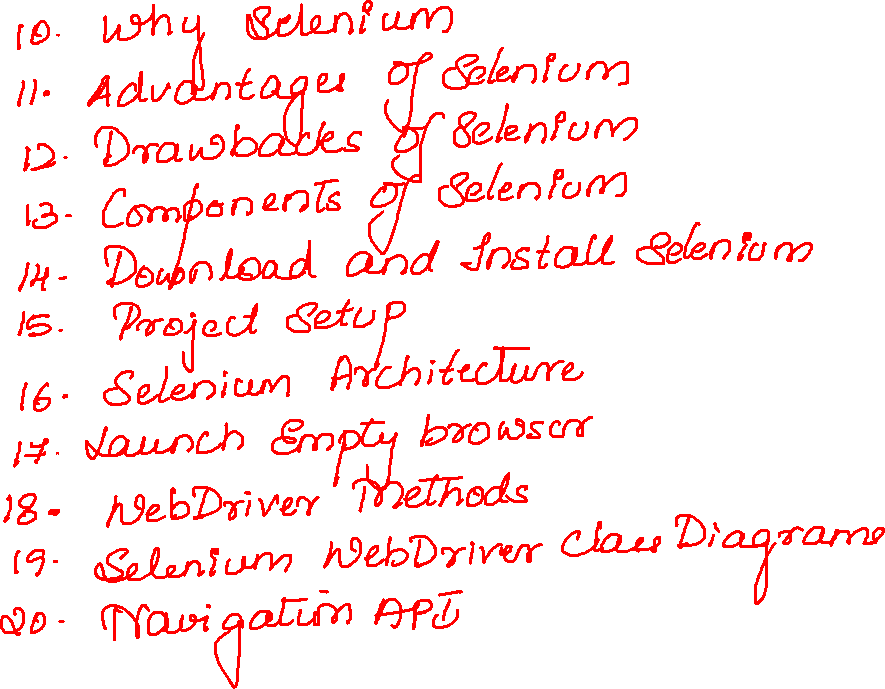 10. Why Selenium
11. Advantages of Selenium
12. Drawbacks of Selenium
13. Components of Selenium
14. Download and Install Selenium
15. Project Setup
16. Selenium Architecture
17. Launch Empty browser
18. WebDriver Methods
19. Selenium WebDriver Class Diagrams
20. Navigation API